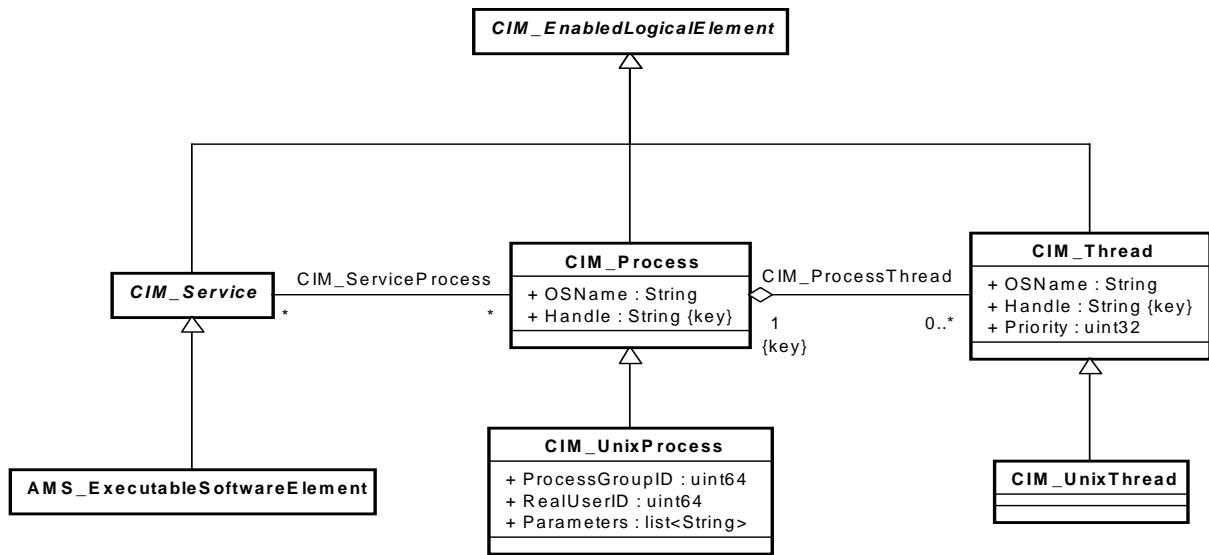 CIM_EnabledLogicalElement
CIM_Service
*
CIM_ServiceProcess
*
CIM_Process
+ OSName : String
+ Handle : String {key}
CIM_ProcessThread
1
{key}
0..*
CIM_Thread
+ OSName : String
+ Handle : String {key}
+ Priority : uint32
AMS_ExecutableSoftwareElement
CIM_UnixProcess
+ ProcessGroupID : uint64
+ RealUserID : uint64
+ Parameters : list<String>
CIM_UnixThread